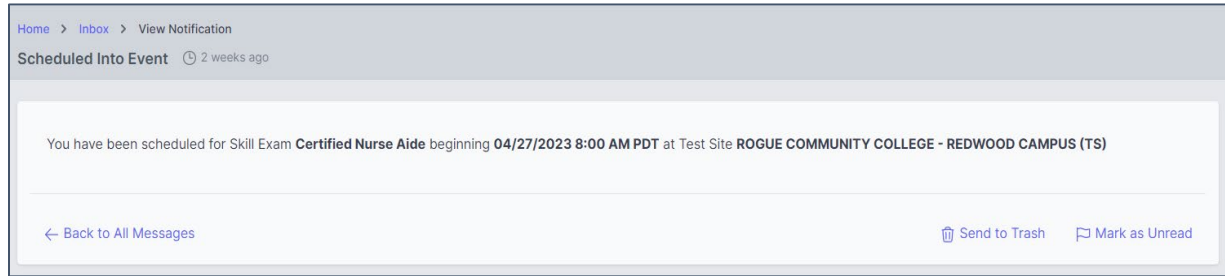 Home > Inbox > View Notification
Scheduled Into Event 2 weeks ago
You have been scheduled for Skill Exam Certified Nurse Aide beginning 04/27/2023 8:00 AM PDT at Test Site ROGUE COMMUNITY COLLEGE - REDWOOD CAMPUS (TS)
← Back to All Messages Send to Trash Mark as Unread